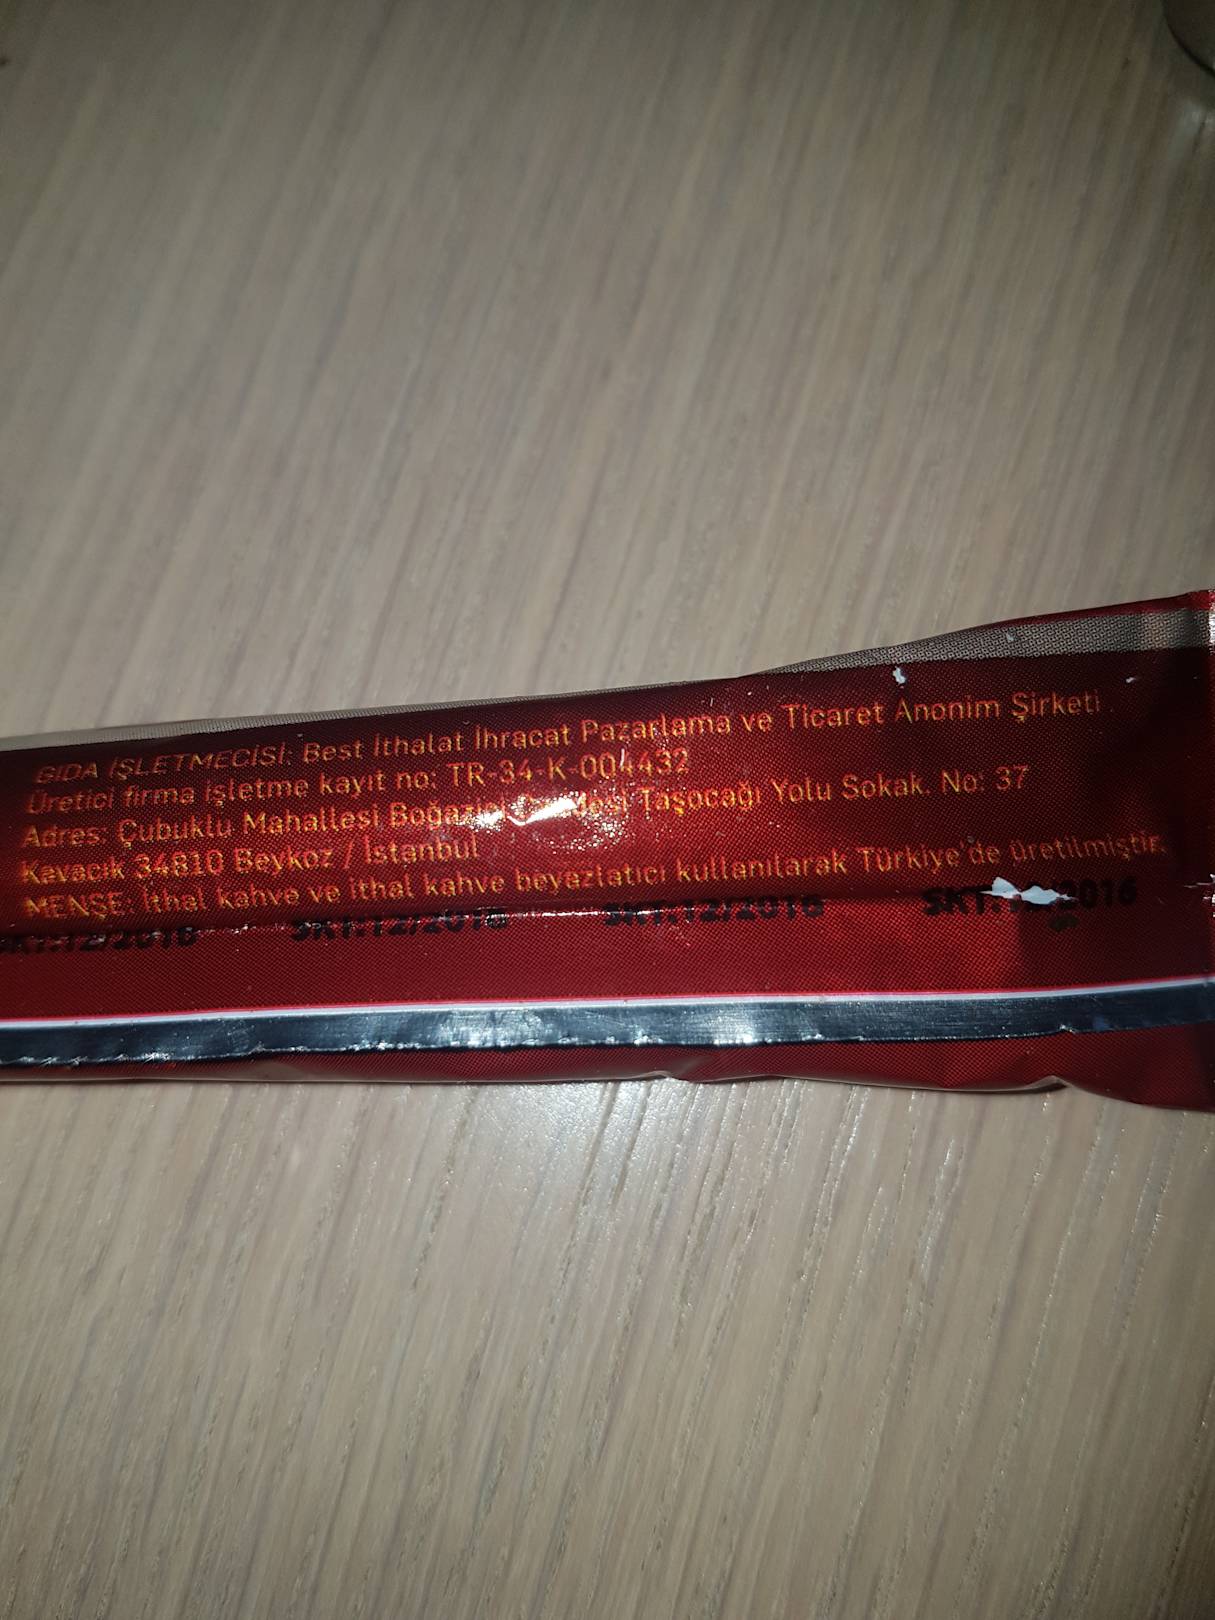 GIDA İŞLETMECİSİ: Best İthalat İhracat Pazarlama ve Ticaret Anonim Şirketi
Üretici firma işletme kayıt no: TR-34-K-004432
Adres: Çubuklu Mahallesi Taşocağı Yolu Sokak. No: 37
Kavacık 34810 Beykoz / İstanbul
MENŞE: İthal kahve ve ithal kahve beyazlatıcı kullanılarak Türkiye'de üretilmiştir.
SKT:12/2016 SKT:12/2016